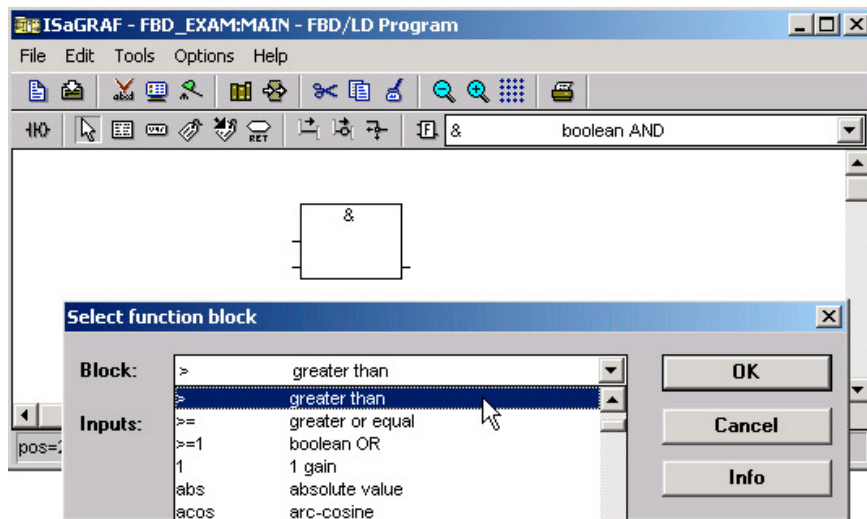 ISaGRAF - FBD_EXAM:MAIN - FBD/LD Program
File Edit Tools Options Help
& boolean AND
&
Select function block
Block: > greater than
OK
> greater than
Inputs: >= greater or equal
Cancel
>=1 boolean OR
1 1 gain
Info
abs absolute value
acos arc-cosine
RET
F
pos=